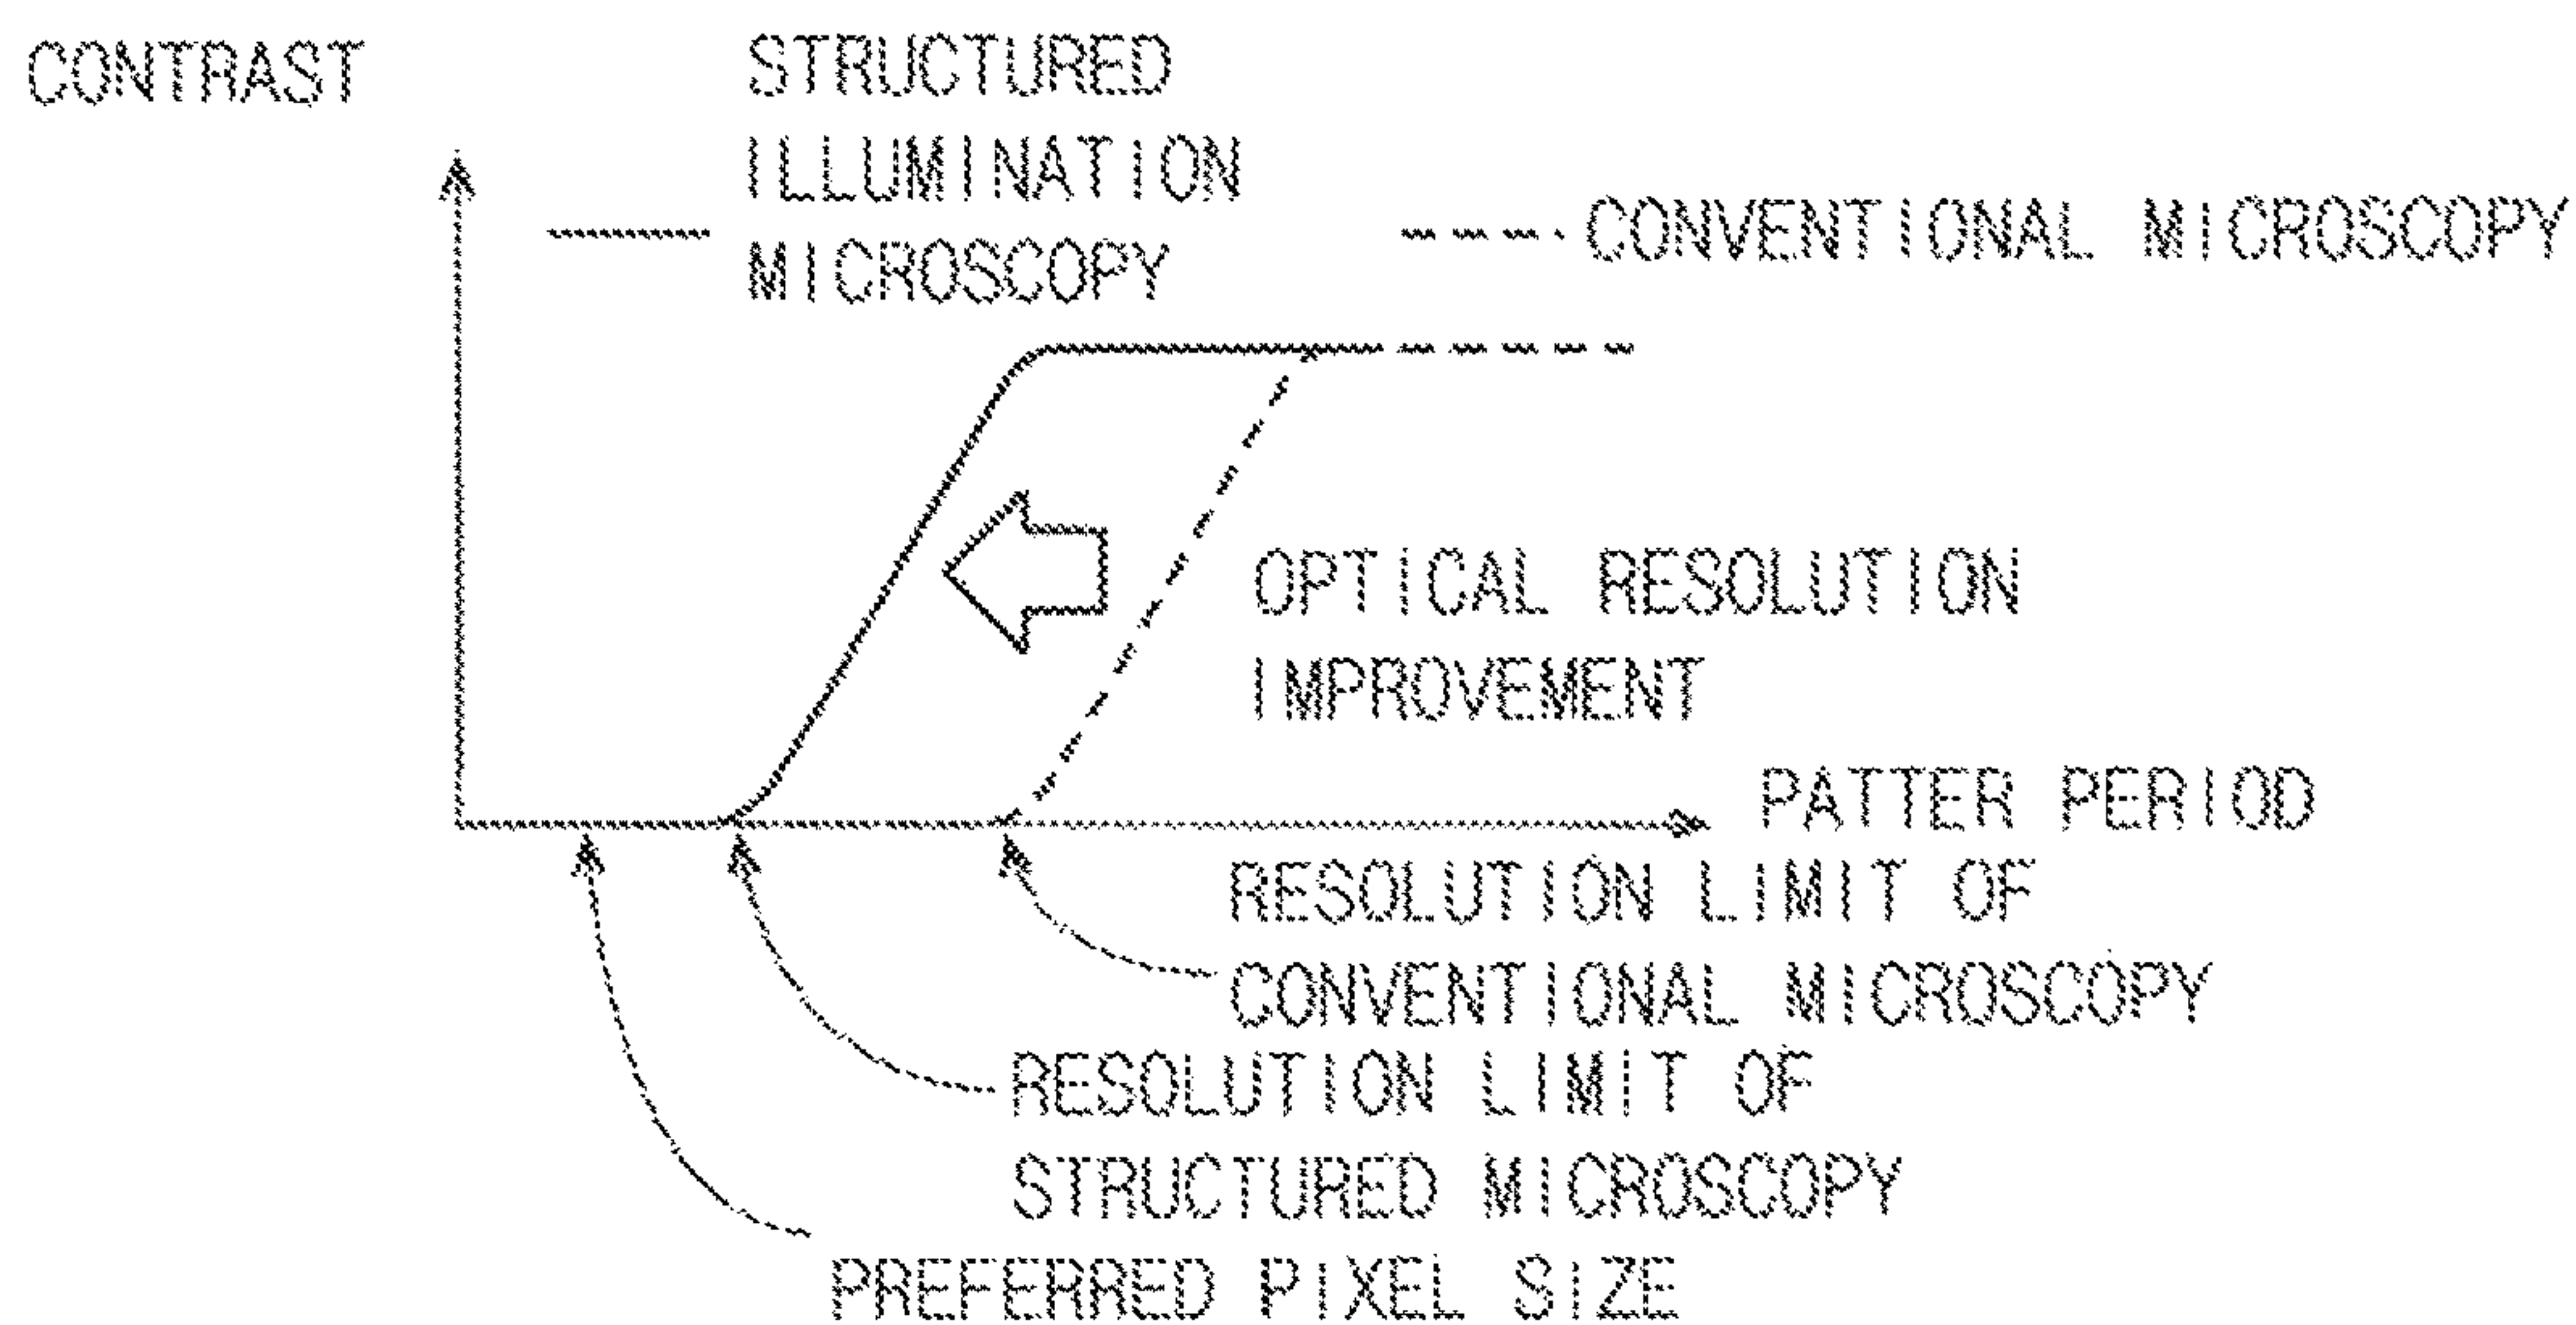 CONTRAST
STRUCTURED
ILLUMINATION
MICROSCOPY
CONVENTIONAL MICROSCOPY
OPTICAL RESOLUTION
IMPROVEMENT
PATTER PERIOD
RESOLUTION LIMIT OF
CONVENTIONAL MICROSCOPY
RESOLUTION LIMIT OF
STRUCTURED MICROSCOPY
PREFERRED PIXEL SIZE